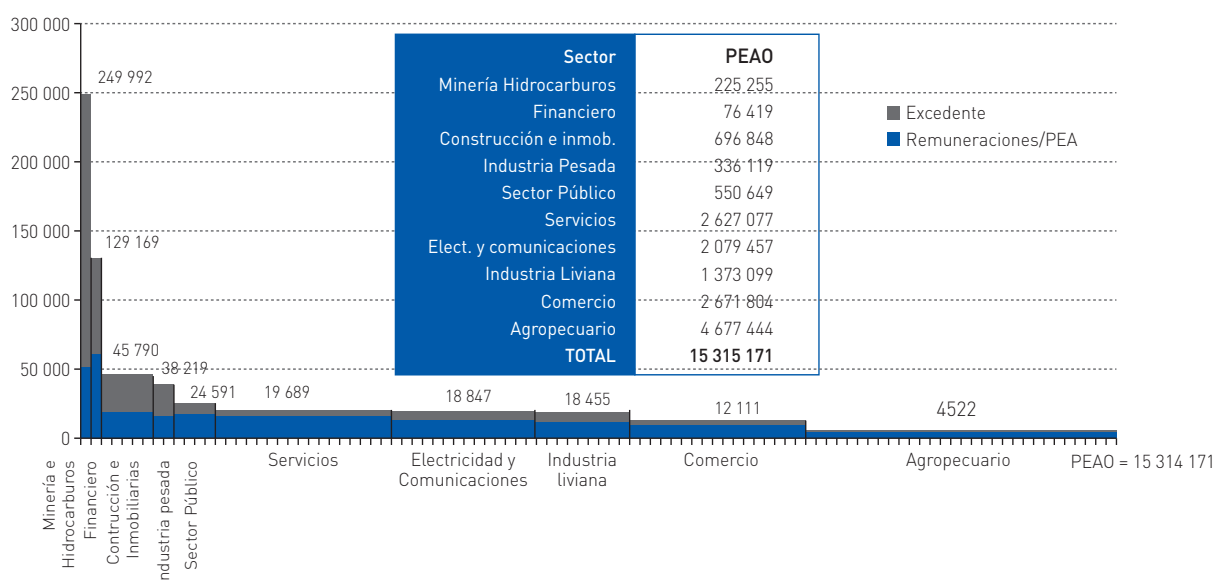 300 000
250 000
200 000
150 000
100 000
50 000
0
249 992
129 169
45 790
38 219
24 591
19 689
18 847
18 455
12 111
4522
Sector PEAO
Minería Hidrocarburos 225 255
Financiero 76 419
Construcción e inmob. 696 848
Industria Pesada 336 119
Sector Público 550 649
Servicios 2 627 077
Elect. y comunicaciones 2 079 457
Industria Liviana 1 373 099
Comercio 2 671 804
Agropecuario 4 677 444
TOTAL 15 315 171
Excedente
Remuneraciones/PEA
Minería e
Hidrocarburos
Financiero
Contrucción e
Inmobiliarias
ndustria pesada
Sector Público
Servicios
Electricidad y
Comunicaciones
Industria
liviana
Comercio
Agropecuario
PEAO = 15 314 171